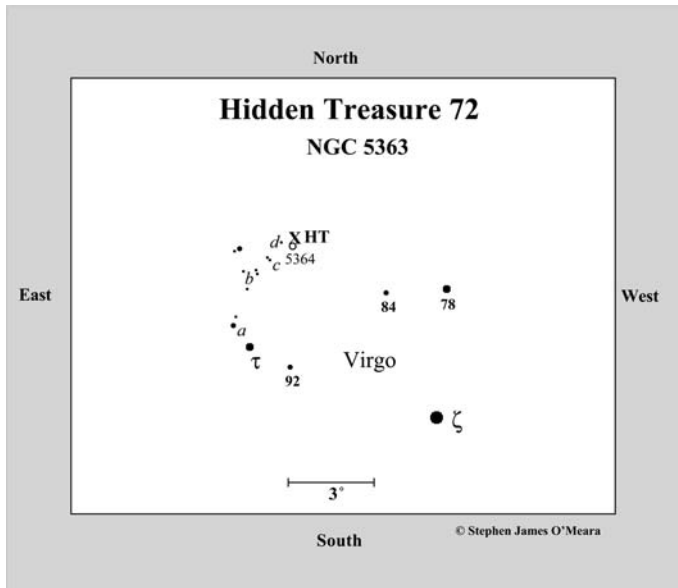 North
Hidden Treasure 72
NGC 5363
d X HT
5364
c
b
East
West
84
78
a
τ
Virgo
92
ζ
3°
© Stephen James O'Meara
South